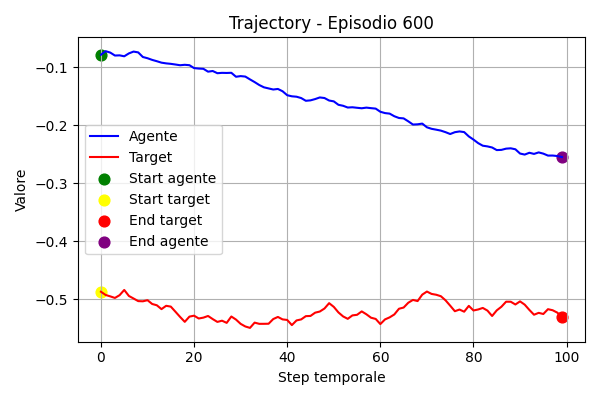 Trajectory - Episodio 600
Valore
−0.1
−0.2
−0.3
−0.4
−0.5
Agente
Target
Start agente
Start target
End target
End agente
0
20
40
60
80
100
Step temporale